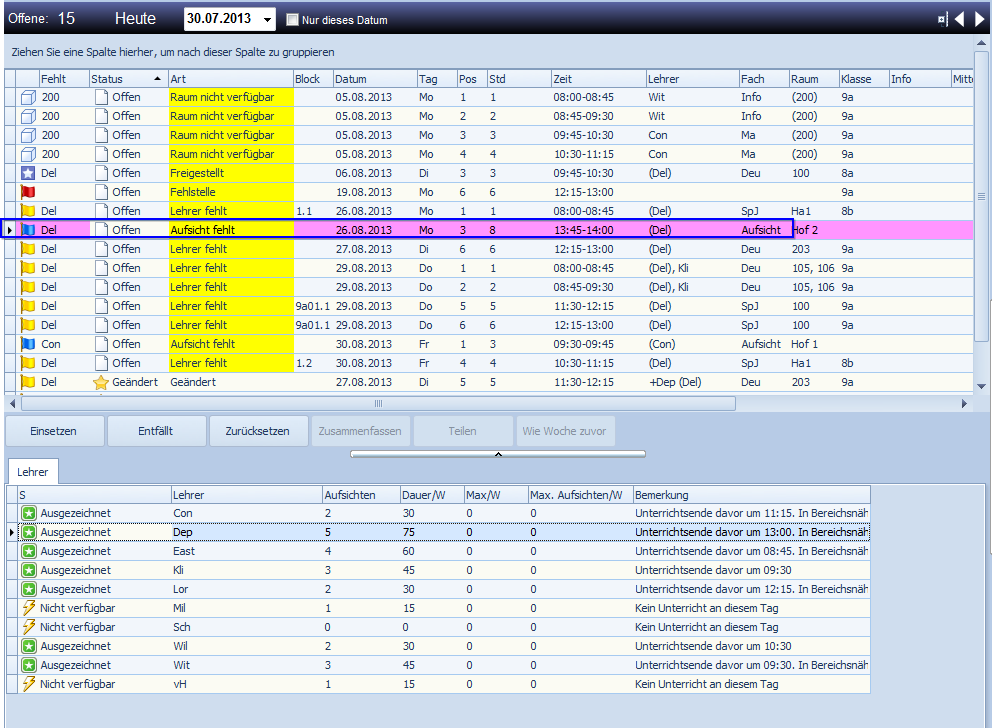 Offene: 15 Heute 30.07.2013 Nur dieses Datum
Ziehen Sie eine Spalte hierher, um nach dieser Spalte zu gruppieren
Fehlt Status Art Block Datum Tag Pos Std Zeit Lehrer Fach Raum Klasse Info Mitte
200 Offen Raum nicht verfügbar 05.08.2013 Mo 1 1 08:00-08:45 Wit Info (200) 9a
200 Offen Raum nicht verfügbar 05.08.2013 Mo 2 2 08:45-09:30 Wit Info (200) 9a
200 Offen Raum nicht verfügbar 05.08.2013 Mo 3 3 09:45-10:30 Con Ma (200) 9a
200 Offen Raum nicht verfügbar 05.08.2013 Mo 4 4 10:30-11:15 Con Ma (200) 9a
Del Offen Freigestellt 06.08.2013 Di 3 3 09:45-10:30 (Del) Deu 100 8a
Offen Fehlstelle 19.08.2013 Mo 6 6 12:15-13:00 9a
Del Offen Lehrer fehlt 1.1 26.08.2013 Mo 1 1 08:00-08:45 (Del) SpJ Ha1 8b
Del Offen Aufsicht fehlt 26.08.2013 Mo 3 8 13:45-14:00 (Del) Aufsicht Hof 2
Del Offen Lehrer fehlt 27.08.2013 Di 6 6 12:15-13:00 (Del) Deu 203 9a
Del Offen Lehrer fehlt 29.08.2013 Do 1 1 08:00-08:45 (Del), Kli Deu 105, 106 9a
Del Offen Lehrer fehlt 29.08.2013 Do 2 2 08:45-09:30 (Del), Kli Deu 105, 106 9a
Del Offen Lehrer fehlt 9a01.1 29.08.2013 Do 5 5 11:30-12:15 (Del) SpJ 100 9a
Del Offen Lehrer fehlt 9a01.1 29.08.2013 Do 6 6 12:15-13:00 (Del) SpJ 100 9a
Con Offen Aufsicht fehlt 30.08.2013 Fr 1 3 09:30-09:45 (Con) Aufsicht Hof 1
Del Offen Lehrer fehlt 1.2 30.08.2013 Fr 4 4 10:30-11:15 (Del) SpJ Ha1 8b
Del Geändert Geändert 27.08.2013 Di 5 5 11:30-12:15 +Dep (Del) Deu 203 9a
Einsetzen Entfällt Zurücksetzen Zusammenfassen Teilen Wie Woche zuvor
Lehrer
S Lehrer Aufsichten Dauer/W Max/W Max. Aufsichten/W Bemerkung
Ausgezeichnet Con 2 30 0 0 Unterrichtsende davor um 11:15. In Bereichsnäh
Ausgezeichnet Dep 5 75 0 0 Unterrichtsende davor um 13:00. In Bereichsnäh
Ausgezeichnet East 4 60 0 0 Unterrichtsende davor um 08:45. In Bereichsnäh
Ausgezeichnet Kli 3 45 0 0 Unterrichtsende davor um 09:30
Ausgezeichnet Lor 2 30 0 0 Unterrichtsende davor um 12:15. In Bereichsnäh
Nicht verfügbar Mil 1 15 0 0 Kein Unterricht an diesem Tag
Nicht verfügbar Sch 0 0 0 0 Kein Unterricht an diesem Tag
Ausgezeichnet Wil 2 30 0 0 Unterrichtsende davor um 10:30
Ausgezeichnet Wit 3 45 0 0 Unterrichtsende davor um 09:30. In Bereichsnäh
Nicht verfügbar vH 1 15 0 0 Kein Unterricht an diesem Tag